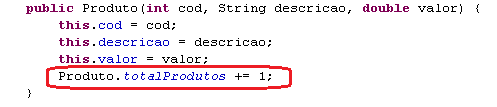 public Produto(int cod, String descricao, double valor) {
this.cod = cod;
this.descricao = descricao;
this.valor = valor;
Produto.totalProdutos += 1;
}